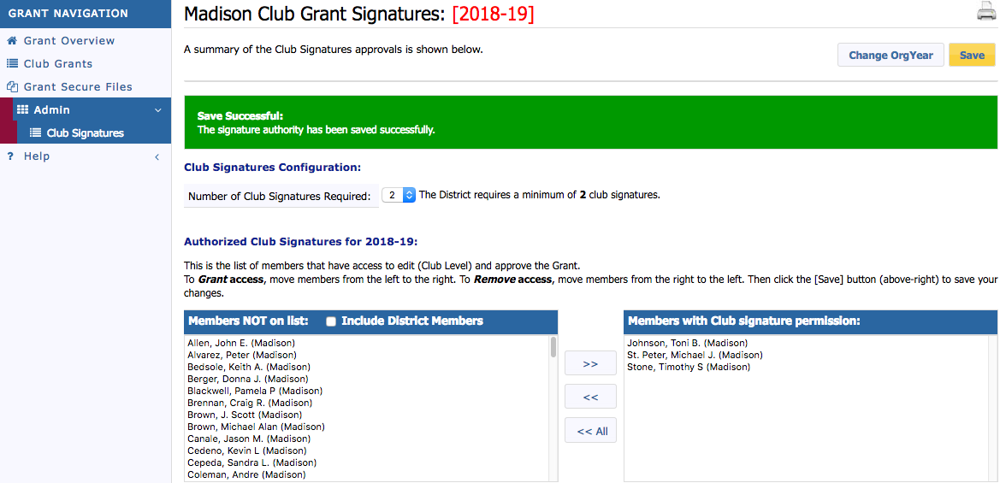 GRANT NAVIGATION
Grant Overview
Club Grants
Grant Secure Files
Admin
Club Signatures
? Help
Madison Club Grant Signatures: [2018-19]
A summary of the Club Signatures approvals is shown below.
Change OrgYear
Save
Save Successful:
The signature authority has been saved successfully.
Club Signatures Configuration:
Number of Club Signatures Required: 2 The District requires a minimum of 2 club signatures.
Authorized Club Signatures for 2018-19:
This is the list of members that have access to edit (Club Level) and approve the Grant.
To Grant access, move members from the left to the right. To Remove access, move members from the right to the left. Then click the [Save] button (above-right) to save your
changes.
Members NOT on list: Include District Members
Allen, John E. (Madison)
Alvarez, Peter (Madison)
Bedsole, Keith A. (Madison)
Berger, Donna J. (Madison)
Blackwell, Pamela P (Madison)
Brennan, Craig R. (Madison)
Brown, J. Scott (Madison)
Brown, Michael Alan (Madison)
Canale, Jason M. (Madison)
Cedeno, Kevin L (Madison)
Cepeda, Sandra L. (Madison)
Coleman, Andre (Madison)
>>
<<
<< All
Members with Club signature permission:
Johnson, Toni B. (Madison)
St. Peter, Michael J. (Madison)
Stone, Timothy S (Madison)